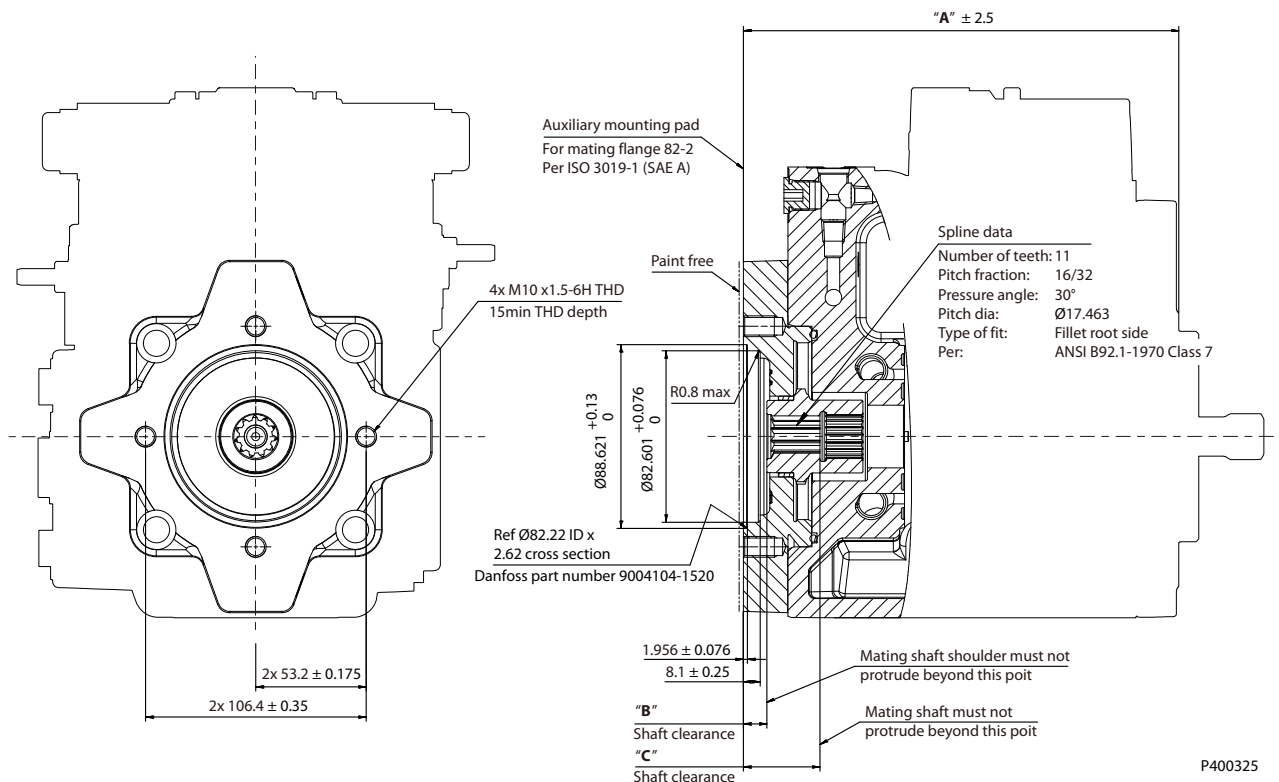 "A" ± 2.5
Auxiliary mounting pad
For mating flange 82-2
Per ISO 3019-1 (SAE A)
Paint free
4x M10 x1.5-6H THD
15min THD depth
Spline data
Number of teeth: 11
Pitch fraction: 16/32
Pressure angle: 30°
Pitch dia: Ø17.463
Type of fit: Fillet root side
Per: ANSI B92.1-1970 Class 7
R0.8 max
Ø88.621 +0.13 0
Ø82.601 +0.076 0
Ref Ø82.22 ID x
2.62 cross section
Danfoss part number 9004104-1520
1.956 ± 0.076
8.1 ± 0.25
2x 53.2 ± 0.175
2x 106.4 ± 0.35
"B"
Shaft clearance
"C"
Shaft clearance
Mating shaft shoulder must not
protrude beyond this poit
Mating shaft must not
protrude beyond this poit
P400325